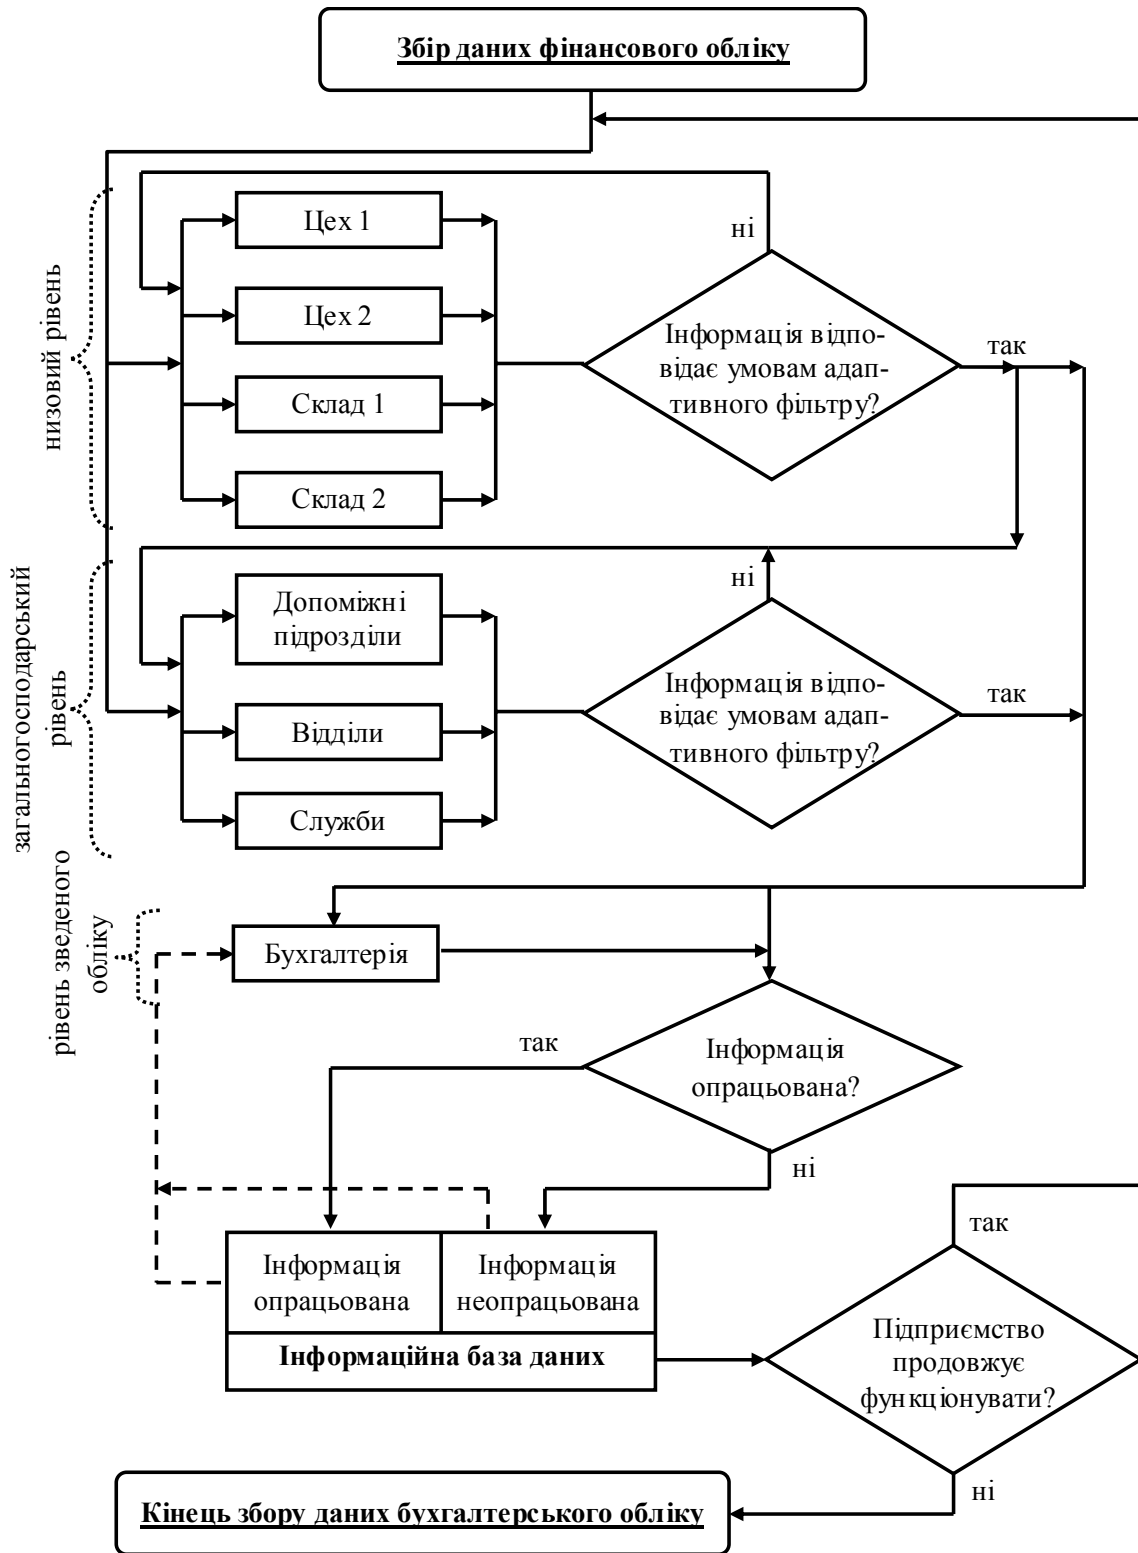 Збір даних фінансового обліку
ні
Цех 1
низовий рівень
Цех 2
Інформація відпо-
відає умовам адап-
тивного фільтру?
так
Склад 1
Склад 2
загальногосподарський
рівень
ні
Допоміжні
підрозділи
Інформація відпо-
відає умовам адап-
тивного фільтру?
так
Відділи
Служби
рівень зведеного
обліку
Бухгалтерія
так
Інформація
опрацьована?
ні
так
Інформація
опрацьована
Інформація
неопрацьована
Інформаційна база даних
Підприємство
продовжує
функціонувати?
ні
Кінець збору даних бухгалтерського обліку